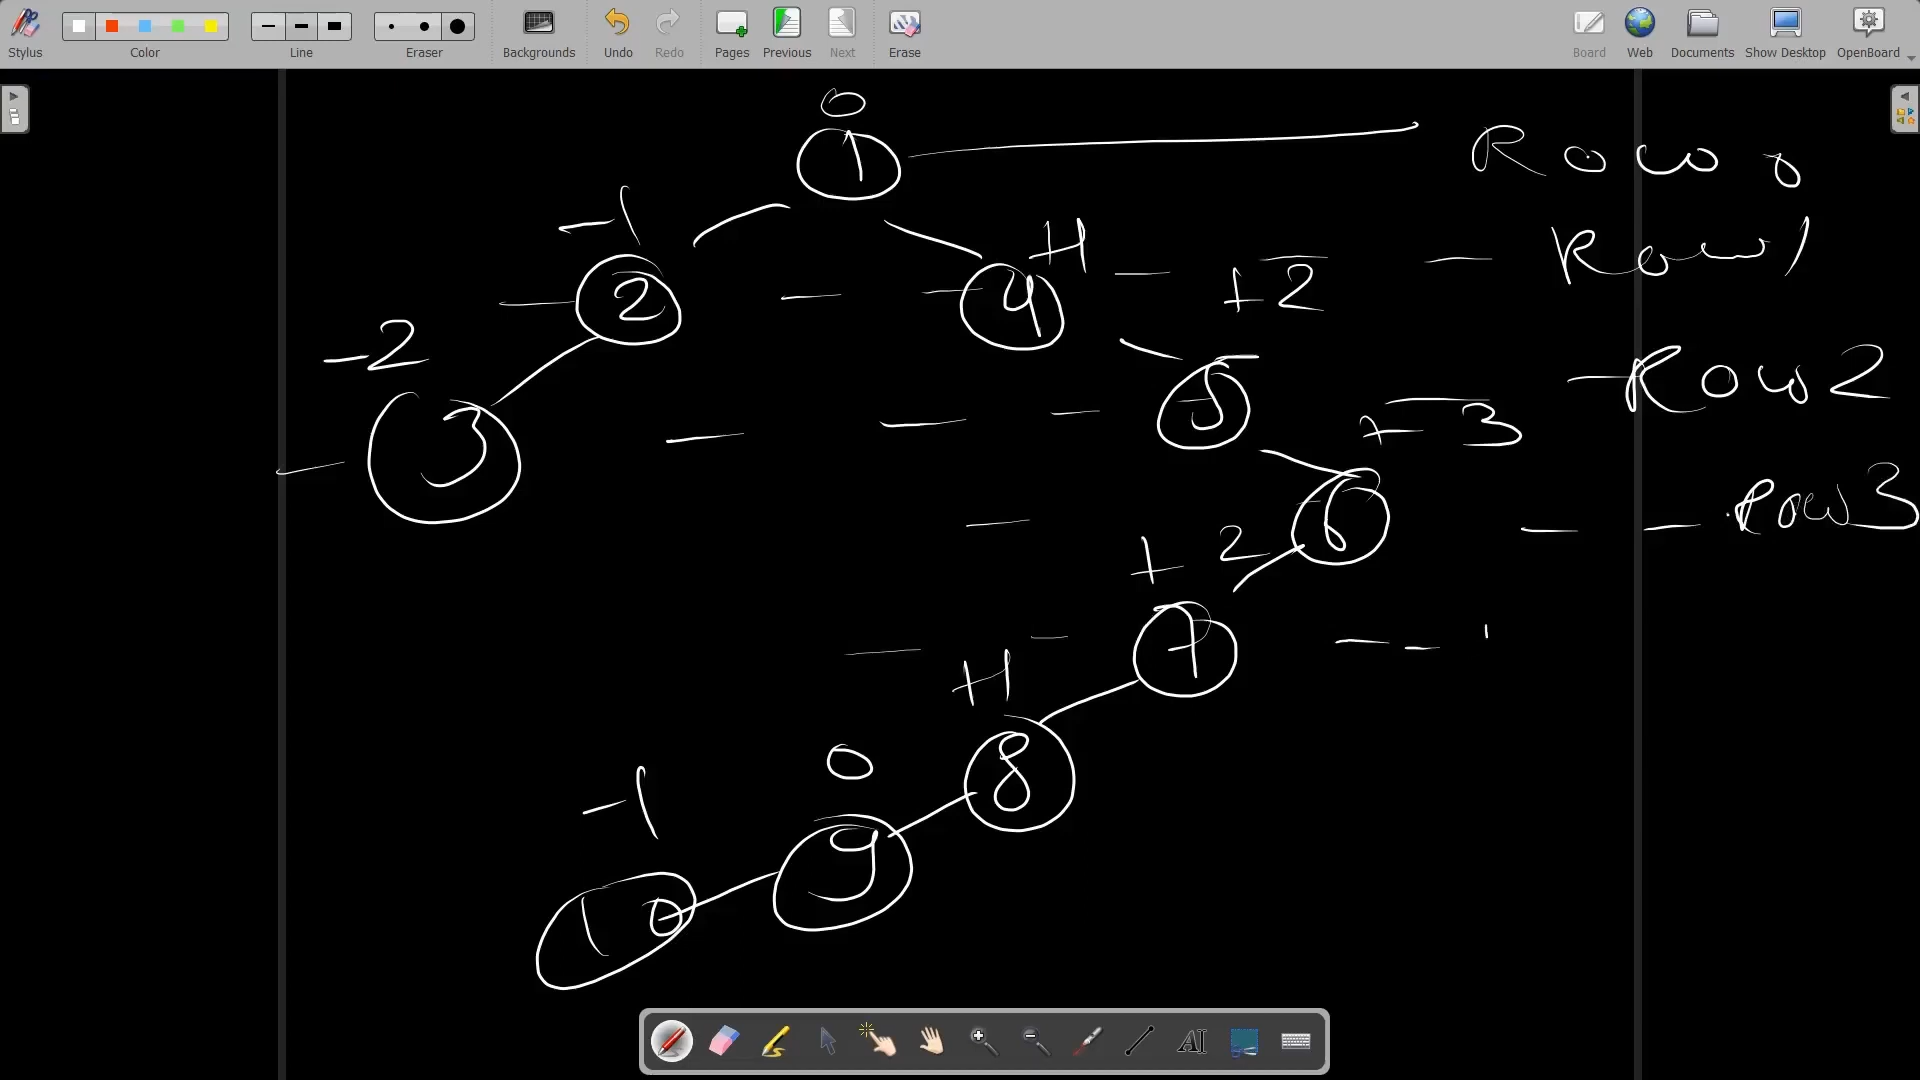 Stylus Color Line Eraser Backgrounds Undo Redo Pages Previous Next Erase Board Web Documents Show Desktop OpenBoard
0
1 Row 0
-1 +1 Row 1
2 4 +2
-2 Row 2
3 5 +3
6 Row 3
+2
7
+1
8
0
-1
9
10
AI